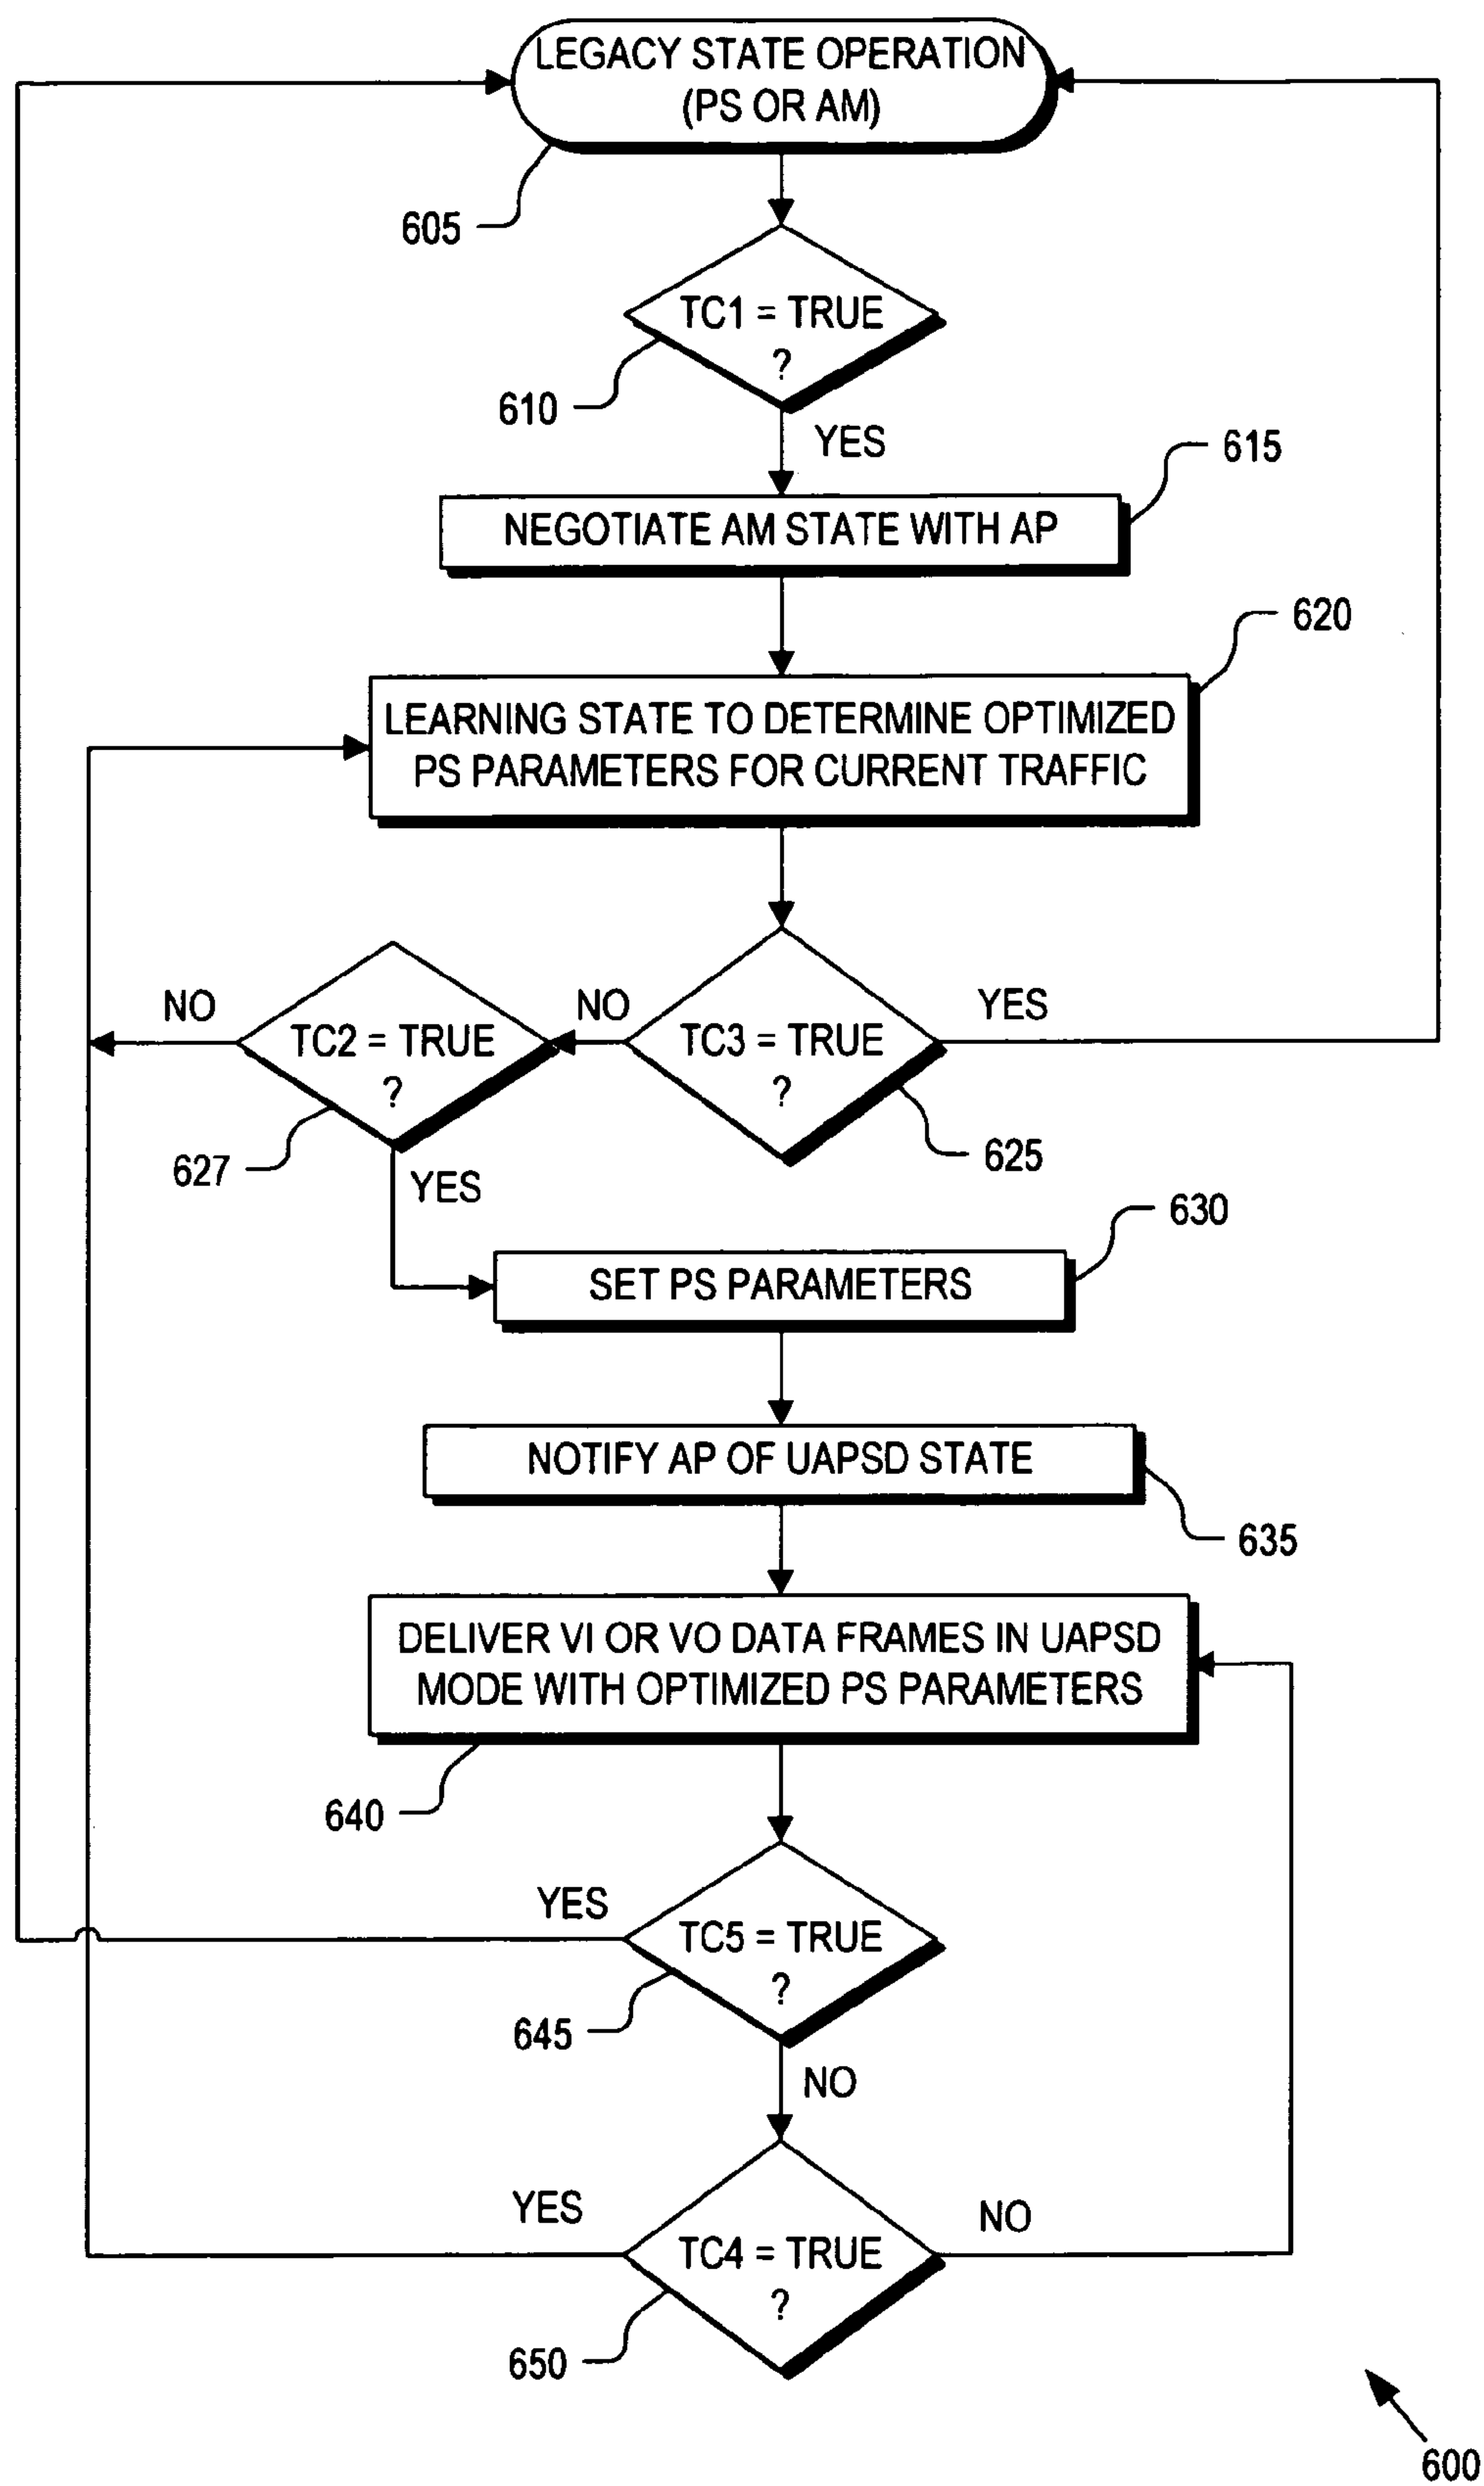 LEGACY STATE OPERATION
(PS OR AM)
605
TC1 = TRUE
?
610
YES
615
NEGOTIATE AM STATE WITH AP
620
LEARNING STATE TO DETERMINE OPTIMIZED
PS PARAMETERS FOR CURRENT TRAFFIC
NO
TC2 = TRUE
?
627
YES
NO
TC3 = TRUE
?
YES
625
630
SET PS PARAMETERS
NOTIFY AP OF UAPSD STATE
635
DELIVER VI OR VO DATA FRAMES IN UAPSD
MODE WITH OPTIMIZED PS PARAMETERS
640
YES
TC5 = TRUE
?
645
NO
YES
TC4 = TRUE
?
NO
650
600